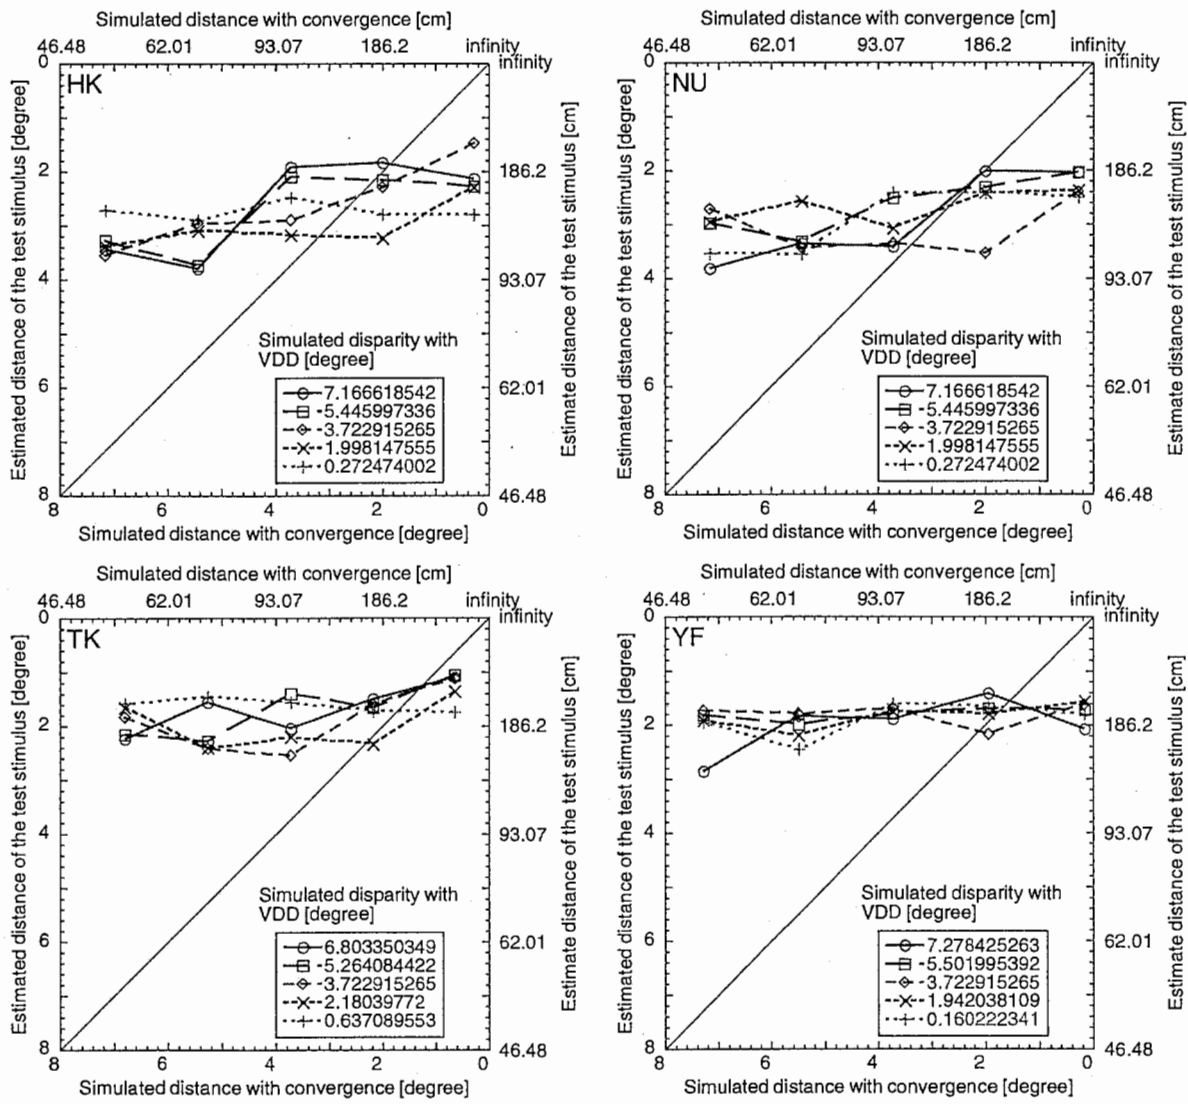 Simulated distance with convergence [cm]
46.48 62.01 93.07 186.2 infinity
infinity
HK
0
2
4
6
8
Estimated distance of the test stimulus [degree]
186.2
93.07
62.01
46.48
Estimate distance of the test stimulus [cm]
Simulated disparity with
VDD [degree]
7.166618542
5.445997336
3.722915265
1.998147555
0.272474002
8 6 4 2 0
Simulated distance with convergence [degree]
Simulated distance with convergence [cm]
46.48 62.01 93.07 186.2 infinity
infinity
NU
0
2
4
6
8
Estimated distance of the test stimulus [degree]
186.2
93.07
62.01
46.48
Estimate distance of the test stimulus [cm]
Simulated disparity with
VDD [degree]
7.166618542
5.445997336
3.722915265
1.998147555
0.272474002
8 6 4 2 0
Simulated distance with convergence [degree]
Simulated distance with convergence [cm]
46.48 62.01 93.07 186.2 infinity
infinity
TK
0
2
4
6
8
Estimated distance of the test stimulus [degree]
186.2
93.07
62.01
46.48
Estimate distance of the test stimulus [cm]
Simulated disparity with
VDD [degree]
6.803350349
5.264084422
3.722915265
2.18039772
0.637089553
8 6 4 2 0
Simulated distance with convergence [degree]
Simulated distance with convergence [cm]
46.48 62.01 93.07 186.2 infinity
infinity
YF
0
2
4
6
8
Estimated distance of the test stimulus [degree]
186.2
93.07
62.01
46.48
Estimate distance of the test stimulus [cm]
Simulated disparity with
VDD [degree]
7.278425263
5.501995392
3.722915265
1.942038109
0.160222341
8 6 4 2 0
Simulated distance with convergence [degree]